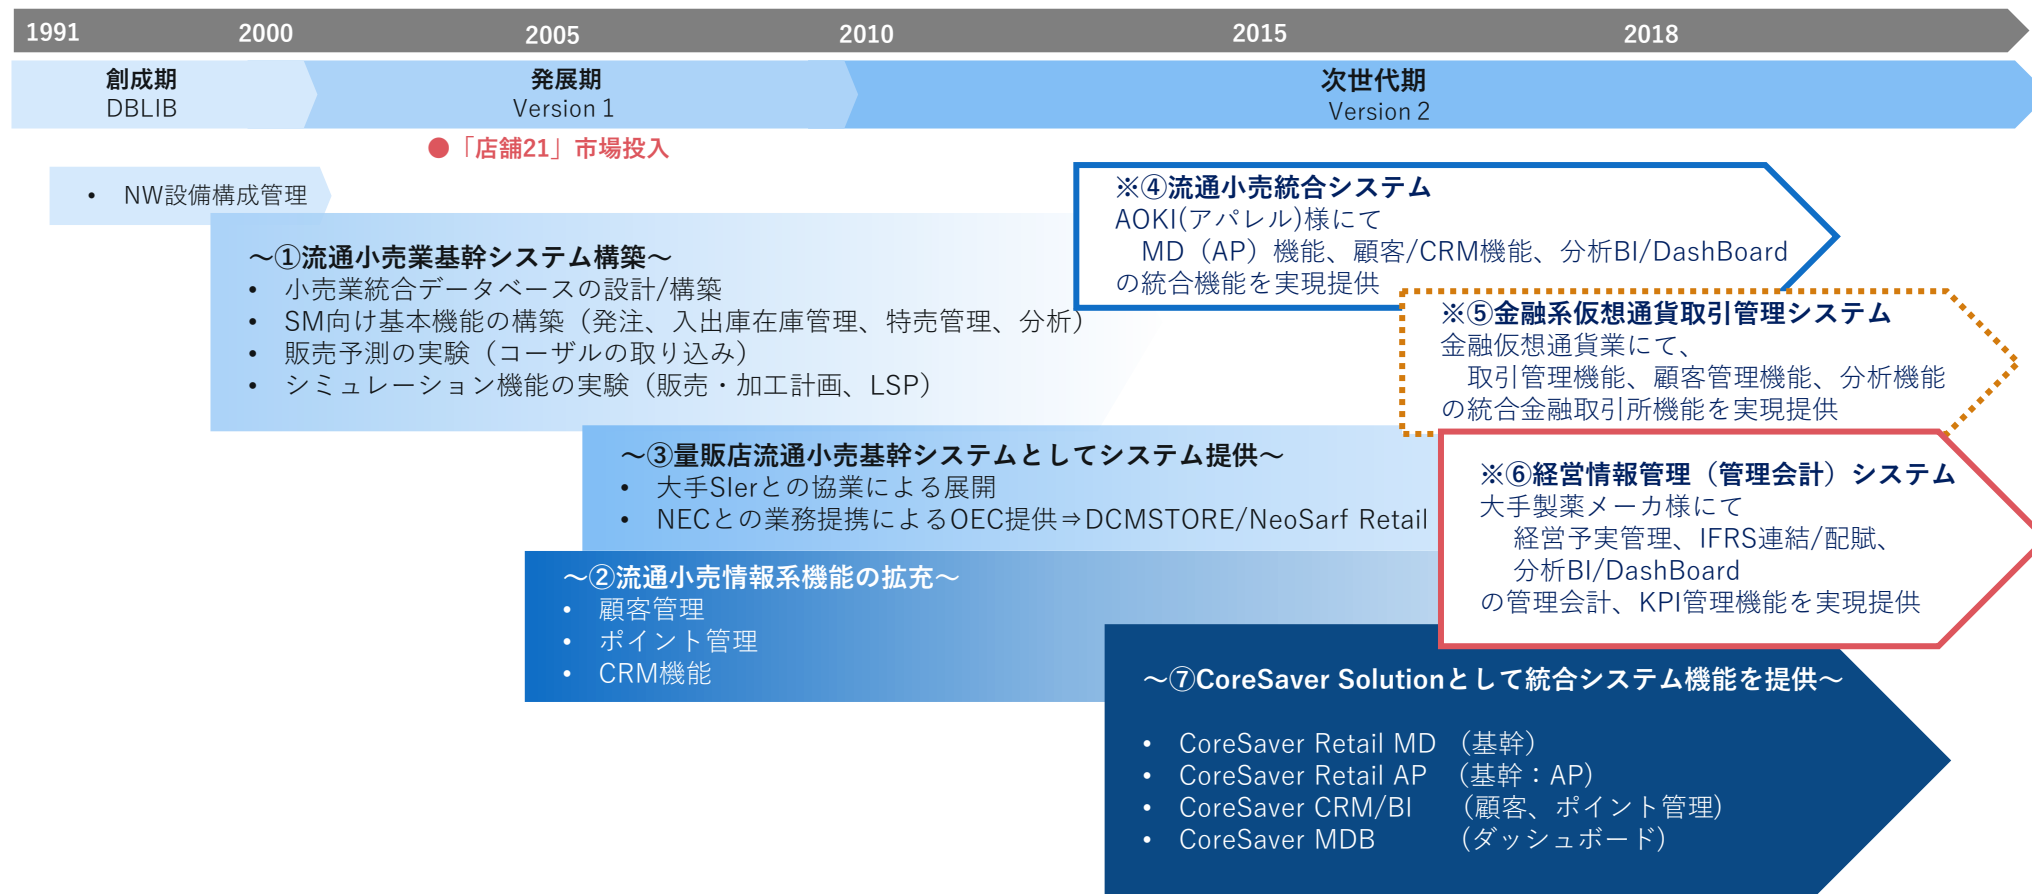 1991 2000 2005 2010 2015 2018
創成期
DBLIB
発展期
Version 1
次世代期
Version 2
●「店舗21」市場投入
• NW設備構成管理
～①流通小売業基幹システム構築～
• 小売業統合データベースの設計/構築
• SM向け基本機能の構築（発注、入出庫在庫管理、特売管理、分析）
• 販売予測の実験（コーザルの取り込み）
• シミュレーション機能の実験（販売・加工計画、LSP）
※④流通小売統合システム
AOKI(アパレル)様にて
MD（AP）機能、顧客/CRM機能、分析BI/DashBoard
の統合機能を実現提供
※⑤金融系仮想通貨取引管理システム
金融仮想通貨業にて、
取引管理機能、顧客管理機能、分析機能
の統合金融取引所機能を実現提供
～③量販店流通小売基幹システムとしてシステム提供～
• 大手SIerとの協業による展開
• NECとの業務提携によるOEC提供⇒DCMSTORE/NeoSarf Retail
※⑥経営情報管理（管理会計）システム
大手製薬メーカ様にて
経営予実管理、IFRS連結/配賦、
分析BI/DashBoard
の管理会計、KPI管理機能を実現提供
～②流通小売情報系機能の拡充～
• 顧客管理
• ポイント管理
• CRM機能
～⑦CoreSaver Solutionとして統合システム機能を提供～
• CoreSaver Retail MD （基幹）
• CoreSaver Retail AP （基幹：AP）
• CoreSaver CRM/BI （顧客、ポイント管理）
• CoreSaver MDB （ダッシュボード）